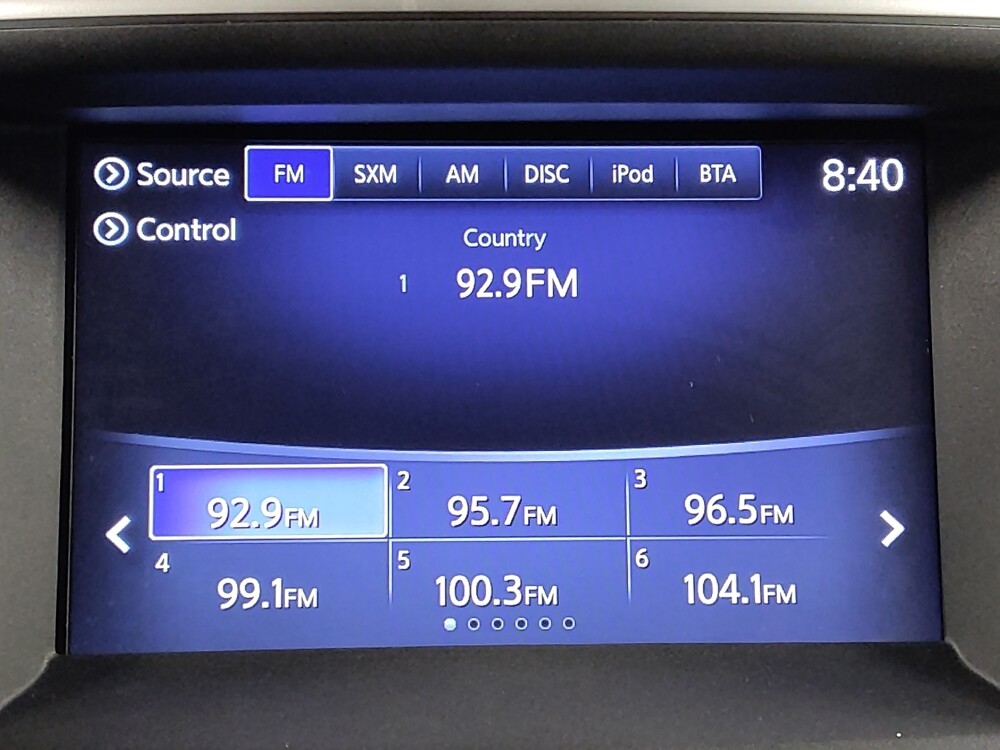 Source FM SXM AM DISC iPod BTA 8:40
Control
Country
1 92.9FM
1 92.9FM 2 95.7FM 3 96.5FM
4 99.1FM 5 100.3FM 6 104.1FM